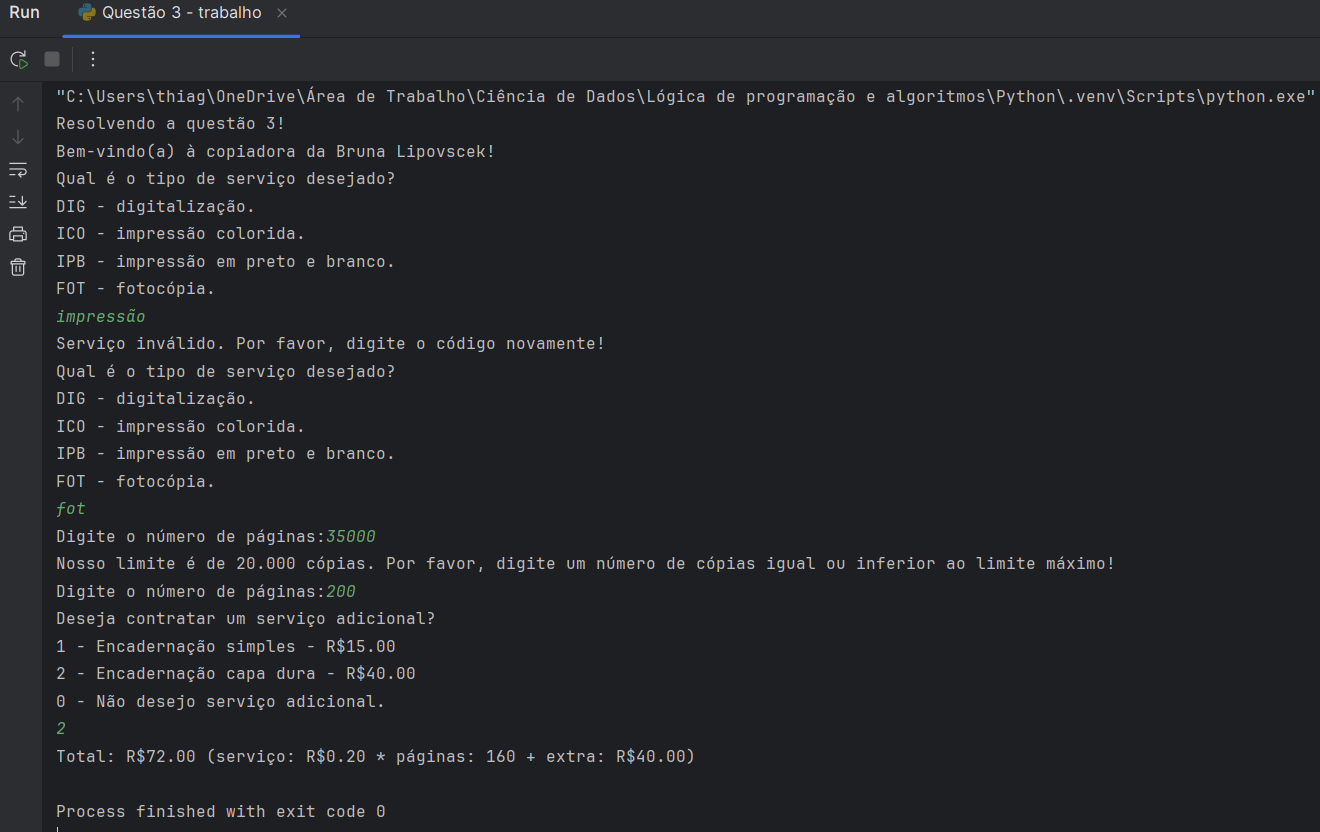 Run
Questão 3 - trabalho
"C:\Users\thiag\OneDrive\Área de Trabalho\Ciência de Dados\Lógica de programação e algoritmos\Python\.venv\Scripts\python.exe"
Resolvendo a questão 3!
Bem-vindo(a) à copiadora da Bruna Lipovscek!
Qual é o tipo de serviço desejado?
DIG - digitalização.
ICO - impressão colorida.
IPB - impressão em preto e branco.
FOT - fotocópia.
impressão
Serviço inválido. Por favor, digite o código novamente!
Qual é o tipo de serviço desejado?
DIG - digitalização.
ICO - impressão colorida.
IPB - impressão em preto e branco.
FOT - fotocópia.
fot
Digite o número de páginas:35000
Nosso limite é de 20.000 cópias. Por favor, digite um número de cópias igual ou inferior ao limite máximo!
Digite o número de páginas:200
Deseja contratar um serviço adicional?
1 - Encadernação simples - R$15.00
2 - Encadernação capa dura - R$40.00
0 - Não desejo serviço adicional.
2
Total: R$72.00 (serviço: R$0.20 * páginas: 160 + extra: R$40.00)
Process finished with exit code 0